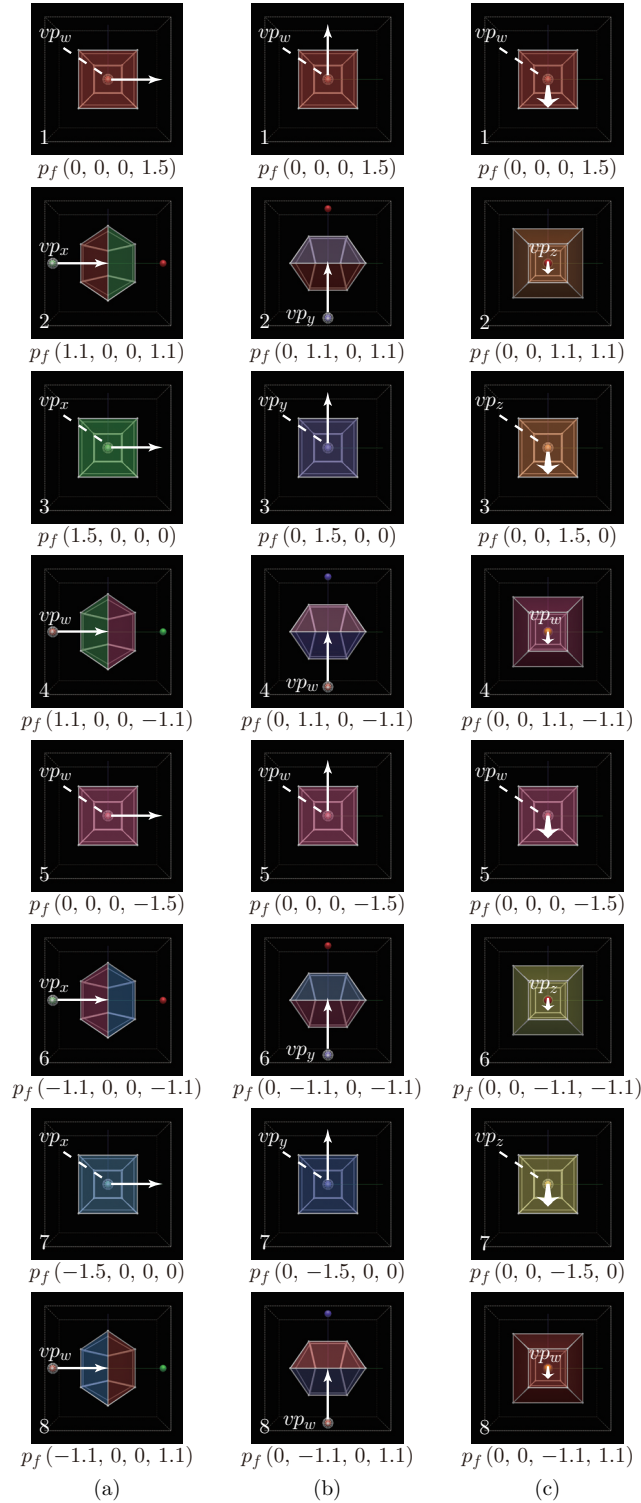 vp_w vp_w vp_w
1 1 1
p_f (0, 0, 0, 1.5) p_f (0, 0, 0, 1.5) p_f (0, 0, 0, 1.5)
vp_x vp_y vp_z
2 2 2
p_f (1.1, 0, 0, 1.1) p_f (0, 1.1, 0, 1.1) p_f (0, 0, 1.1, 1.1)
vp_x vp_y vp_z
3 3 3
p_f (1.5, 0, 0, 0) p_f (0, 1.5, 0, 0) p_f (0, 0, 1.5, 0)
vp_w vp_w vp_w
4 4 4
p_f (1.1, 0, 0, −1.1) p_f (0, 1.1, 0, −1.1) p_f (0, 0, 1.1, −1.1)
vp_w vp_w vp_w
5 5 5
p_f (0, 0, 0, −1.5) p_f (0, 0, 0, −1.5) p_f (0, 0, 0, −1.5)
vp_x vp_y vp_z
6 6 6
p_f (−1.1, 0, 0, −1.1) p_f (0, −1.1, 0, −1.1) p_f (0, 0, −1.1, −1.1)
vp_x vp_y vp_z
7 7 7
p_f (−1.5, 0, 0, 0) p_f (0, −1.5, 0, 0) p_f (0, 0, −1.5, 0)
vp_w vp_w vp_w
8 8 8
p_f (−1.1, 0, 0, 1.1) p_f (0, −1.1, 0, 1.1) p_f (0, 0, −1.1, 1.1)
(a) (b) (c)